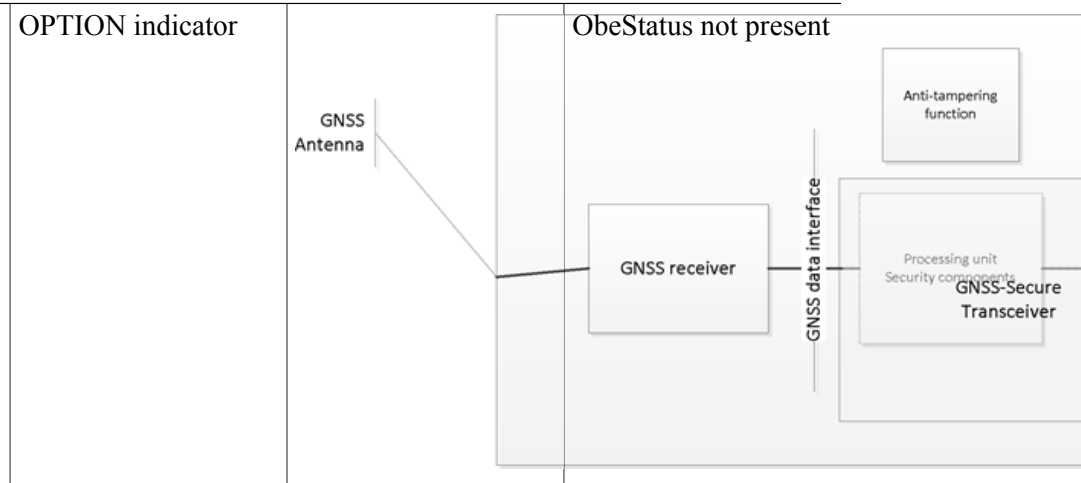 OPTION indicator
ObeStatus not present
Anti-tampering
function
GNSS
Antenna
GNSS data interface
GNSS receiver
Processing unit
Security components
GNSS-Secure
Transceiver